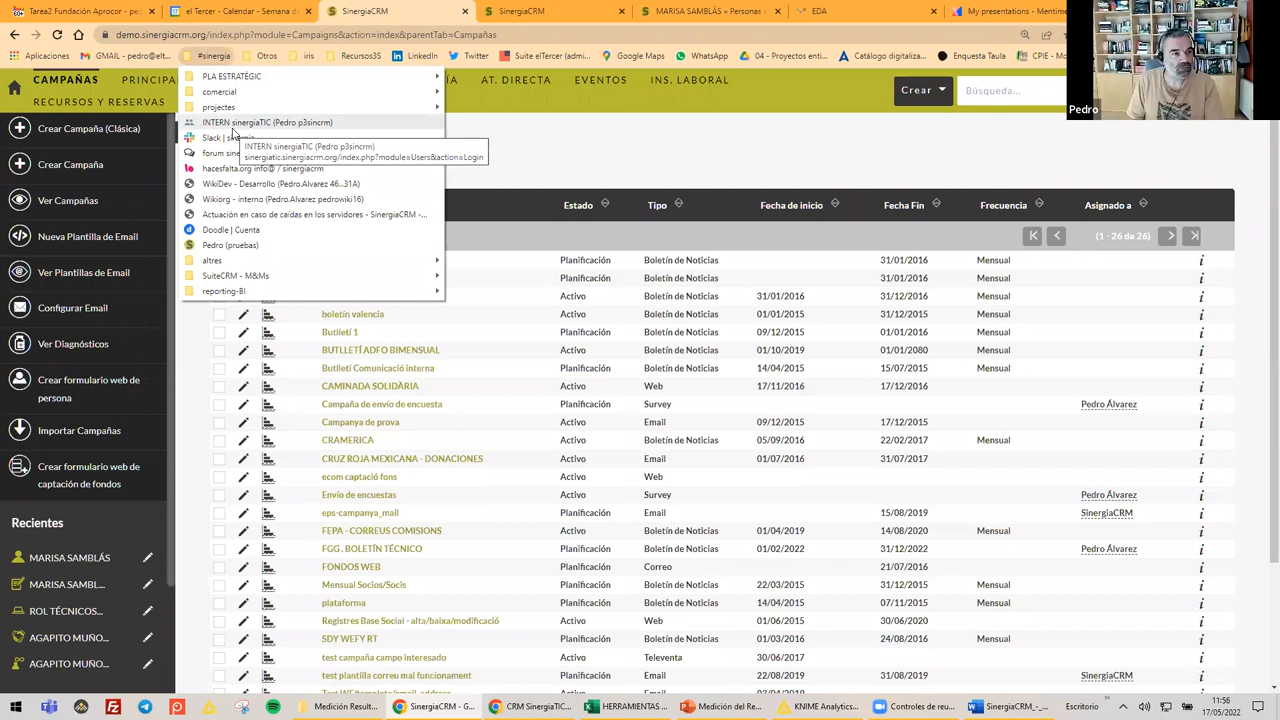 Tarea2 Fundación Aprocor - pec
el Tercer - Calendar - Semana d
SinergiaCRM
SinergiaCRM
MARISA SAMBLÁS » Personas »
EDA
My presentations - Mentimete
demo.sinergiacrm.org/index.php?module=Campaigns&action=index&parentTab=Campañas
Aplicaciones
GMAIL - pedro@elt...
#sinergia
Otros
iris
Recursos3S
LinkedIn
Twitter
Suite elTercer (admi...
Google Maps
WhatsApp
04 - Proyectos - On...
Catálogo digitaliza...
Enquesta Taula
CPIE - M
CAMPAÑAS
PRINCIPA
AT. DIRECTA
EVENTOS
INS. LABORAL
RECURSOS Y RESERVAS
Crear
Búsqueda...
Pedro
PLA ESTRATÈGIC
comercial
projectes
INTERN sinergiaTIC (Pedro p3sincrm)
Slack | sinergia
forum sine
hacesfalta.org info@ / sinergiacrm
WikiDev - Desarrollo (Pedro.Alvarez 46...31A)
Wikiorg - interno (Pedro.Alvarez pedrowiki16)
Actuación en caso de caídas en los servidores - SinergiaCRM -...
Doodle | Cuenta
Pedro (pruebas)
altres
SuiteCRM - M&Ms
reporting-BI
INTERN sinergiaTIC (Pedro p3sincrm)
sinergiatic.sinergiacrm.org/index.php?module=Users&action=Login
Crear Campaña (Clásica)
Crear Campaña
Ver Campañas
Nueva Plantilla de Email
Ver Plantillas de Email
Configurar Email
Ver Diagnósticos
Crear formulario web de
persona
Importar Campañas
Crear formulario web de
captación de fondos
Recientes
MARISA SAMBLÁS
MARISA SAMBL...
ROL TÉCNICOS...
AGAPITO MUÑO...
AGAPITO MUÑO...
Estado Tipo Fecha de inicio Fecha Fin Frecuencia Asignado a
(1 - 26 de 26)
Planificación Boletín de Noticias 31/01/2016 Mensual
Planificación Boletín de Noticias 31/01/2016 Mensual
Activo Boletín de Noticias 31/01/2016 31/12/2016 Mensual
boletín valencia Activo Boletín de Noticias 01/01/2015 31/12/2015 Mensual
Butlletí 1 Planificación Boletín de Noticias 09/12/2015 01/01/2016 Mensual
BUTLLETÍ ADFO BIMENSUAL Activo Boletín de Noticias 01/10/2019 01/01/2080 Mensual
Butlletí Comunicació interna Planificación Boletín de Noticias 14/04/2015 15/07/2015 Mensual
CAMINADA SOLIDÀRIA Activo Web 17/11/2016 17/12/2016
Campaña de envío de encuesta Planificación Survey Pedro Álvarez
Campanya de prova Activo Email 09/12/2015 17/12/2015
CRAMERICA Activo Boletín de Noticias 05/09/2016 22/02/2017 Mensual
CRUZ ROJA MEXICANA - DONACIONES Activo Email 01/07/2016 31/07/2017
ecom captació fons Activo Web
Envío de encuestas Activo Survey Pedro Álvarez
eps-campanya_mail Planificación Email 15/08/2019 SinergiaCRM
FEPA - CORREUS COMISIONS Activo Boletín de Noticias 01/04/2019 14/08/2020 Mensual
FGG . BOLETÍN TÉCNICO Planificación Boletín de Noticias 01/02/2022 31/12/2022 Pedro Álvarez
FONDOS WEB Planificación Correo 21/07/2016
Mensual Socios/Socis Planificación Boletín de Noticias 22/03/2015 31/12/2015 Mensual
plataforma Planificación Boletín de Noticias 14/04/2015 07/11/2015 Mensual
Registres Base Social - alta/baixa/modificació Activo Web 01/06/2015 30/06/2020
SDY WEFY RT Planificación Boletín de Noticias 01/03/2016 24/08/2016 Mensual
test campaña campo interesado Activo Televenta 30/06/2017
test plantilla correu mal funcionament Planificación Email 22/08/2019 31/08/2019 SinergiaCRM
Medición Result...
SinergiaCRM - G...
CRM SinergiaTIC...
HERRAMIENTAS ...
Medición del Re...
KNIME Analytics...
Controles de reu...
SinergiaCRM_-_...
Escritorio
11:56
17/05/2022